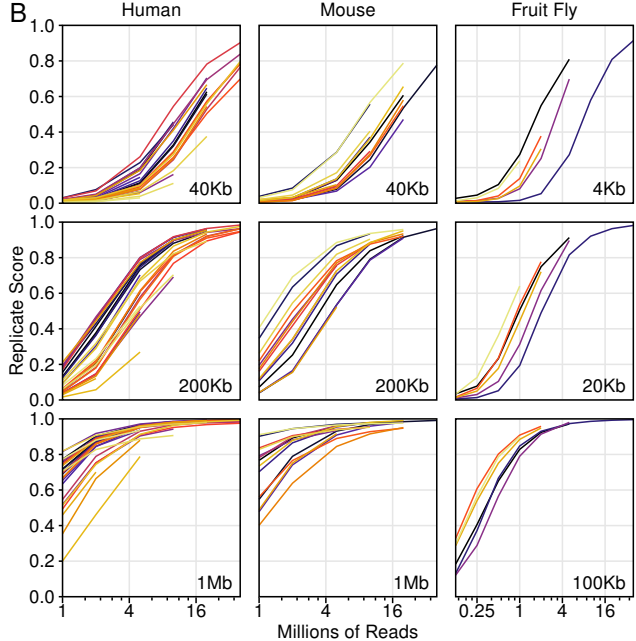 B
Human Mouse Fruit Fly
1.0
0.8
0.6
0.4
0.2
0.0
40Kb 40Kb 4Kb
1.0
0.8
0.6
0.4
0.2
0.0
200Kb 200Kb 20Kb
1.0
0.8
0.6
0.4
0.2
0.0
1Mb 1Mb 100Kb
Replicate Score
1 4 16 1 4 16 0.25 1 4 16
Millions of Reads